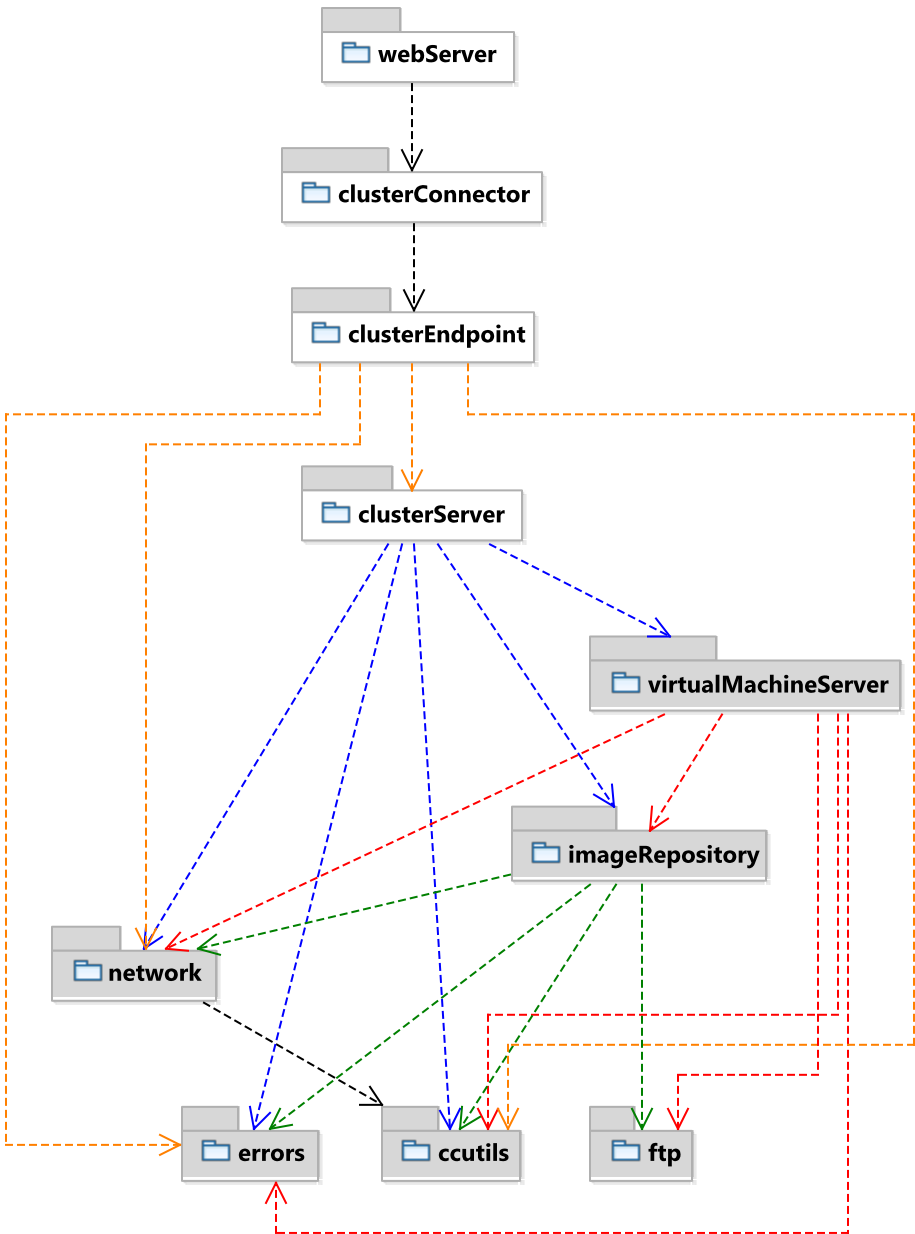 webServer
clusterConnector
clusterEndpoint
clusterServer
virtualMachineServer
imageRepository
network
errors
ccutils
ftp